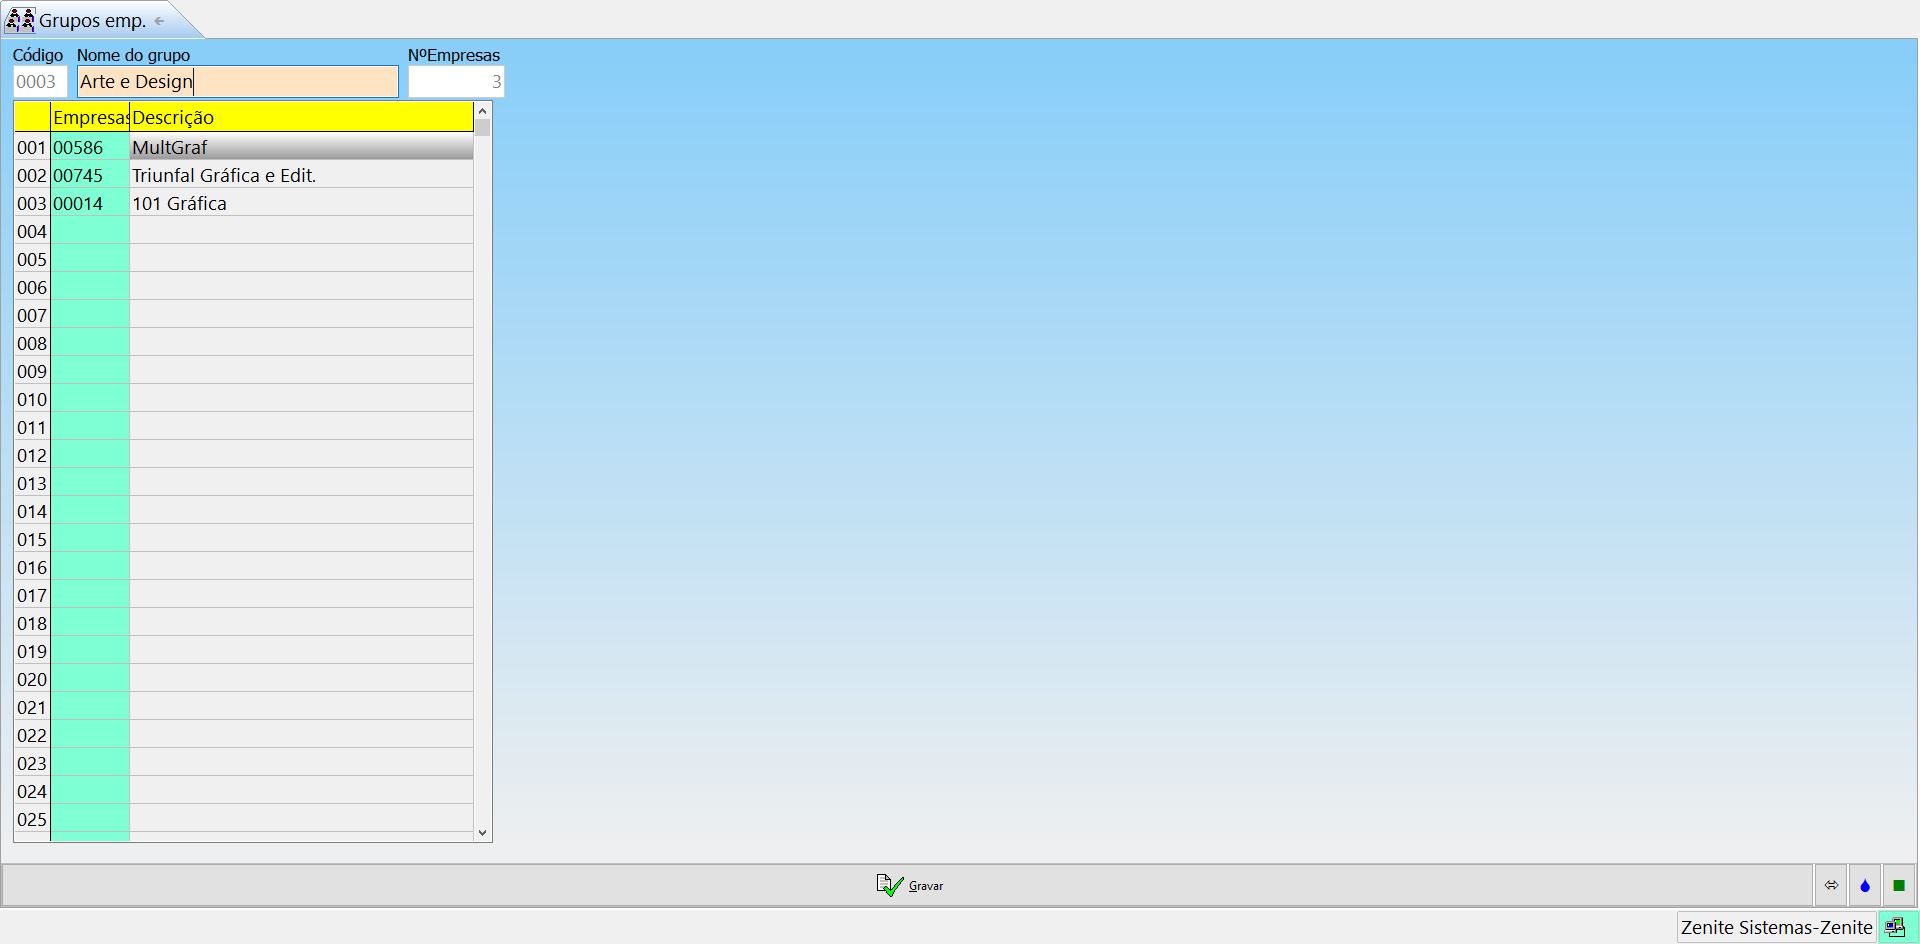 Grupos emp.
Código Nome do grupo NºEmpresas
0003 Arte e Design 3
Empresas Descrição
001 00586 MultGraf
002 00745 Triunfal Gráfica e Edit.
003 00014 101 Gráfica
004
005
006
007
008
009
010
011
012
013
014
015
016
017
018
019
020
021
022
023
024
025
Gravar
Zenite Sistemas-Zenite